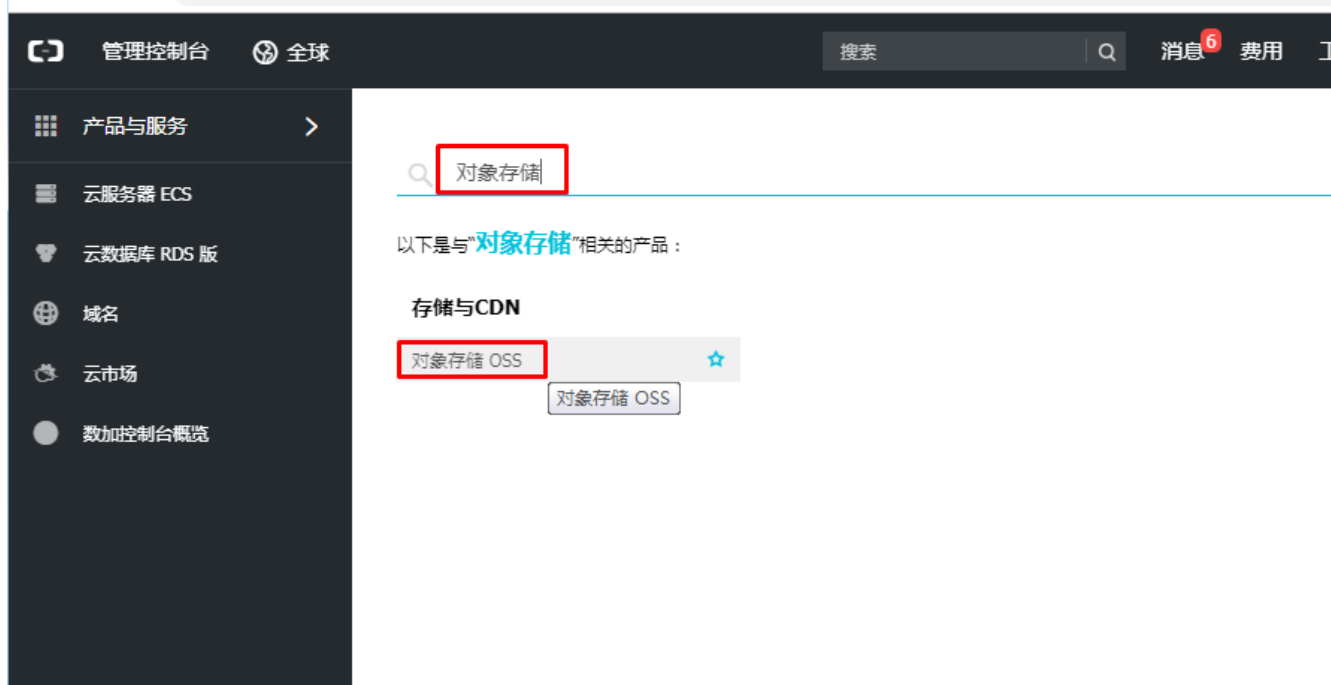 管理控制台 全球 搜索 消息 6 费用
产品与服务
云服务器 ECS
云数据库 RDS 版
域名
云市场
数加控制台概览
对象存储
以下是与"对象存储"相关的产品：
存储与CDN
对象存储 OSS
对象存储 OSS